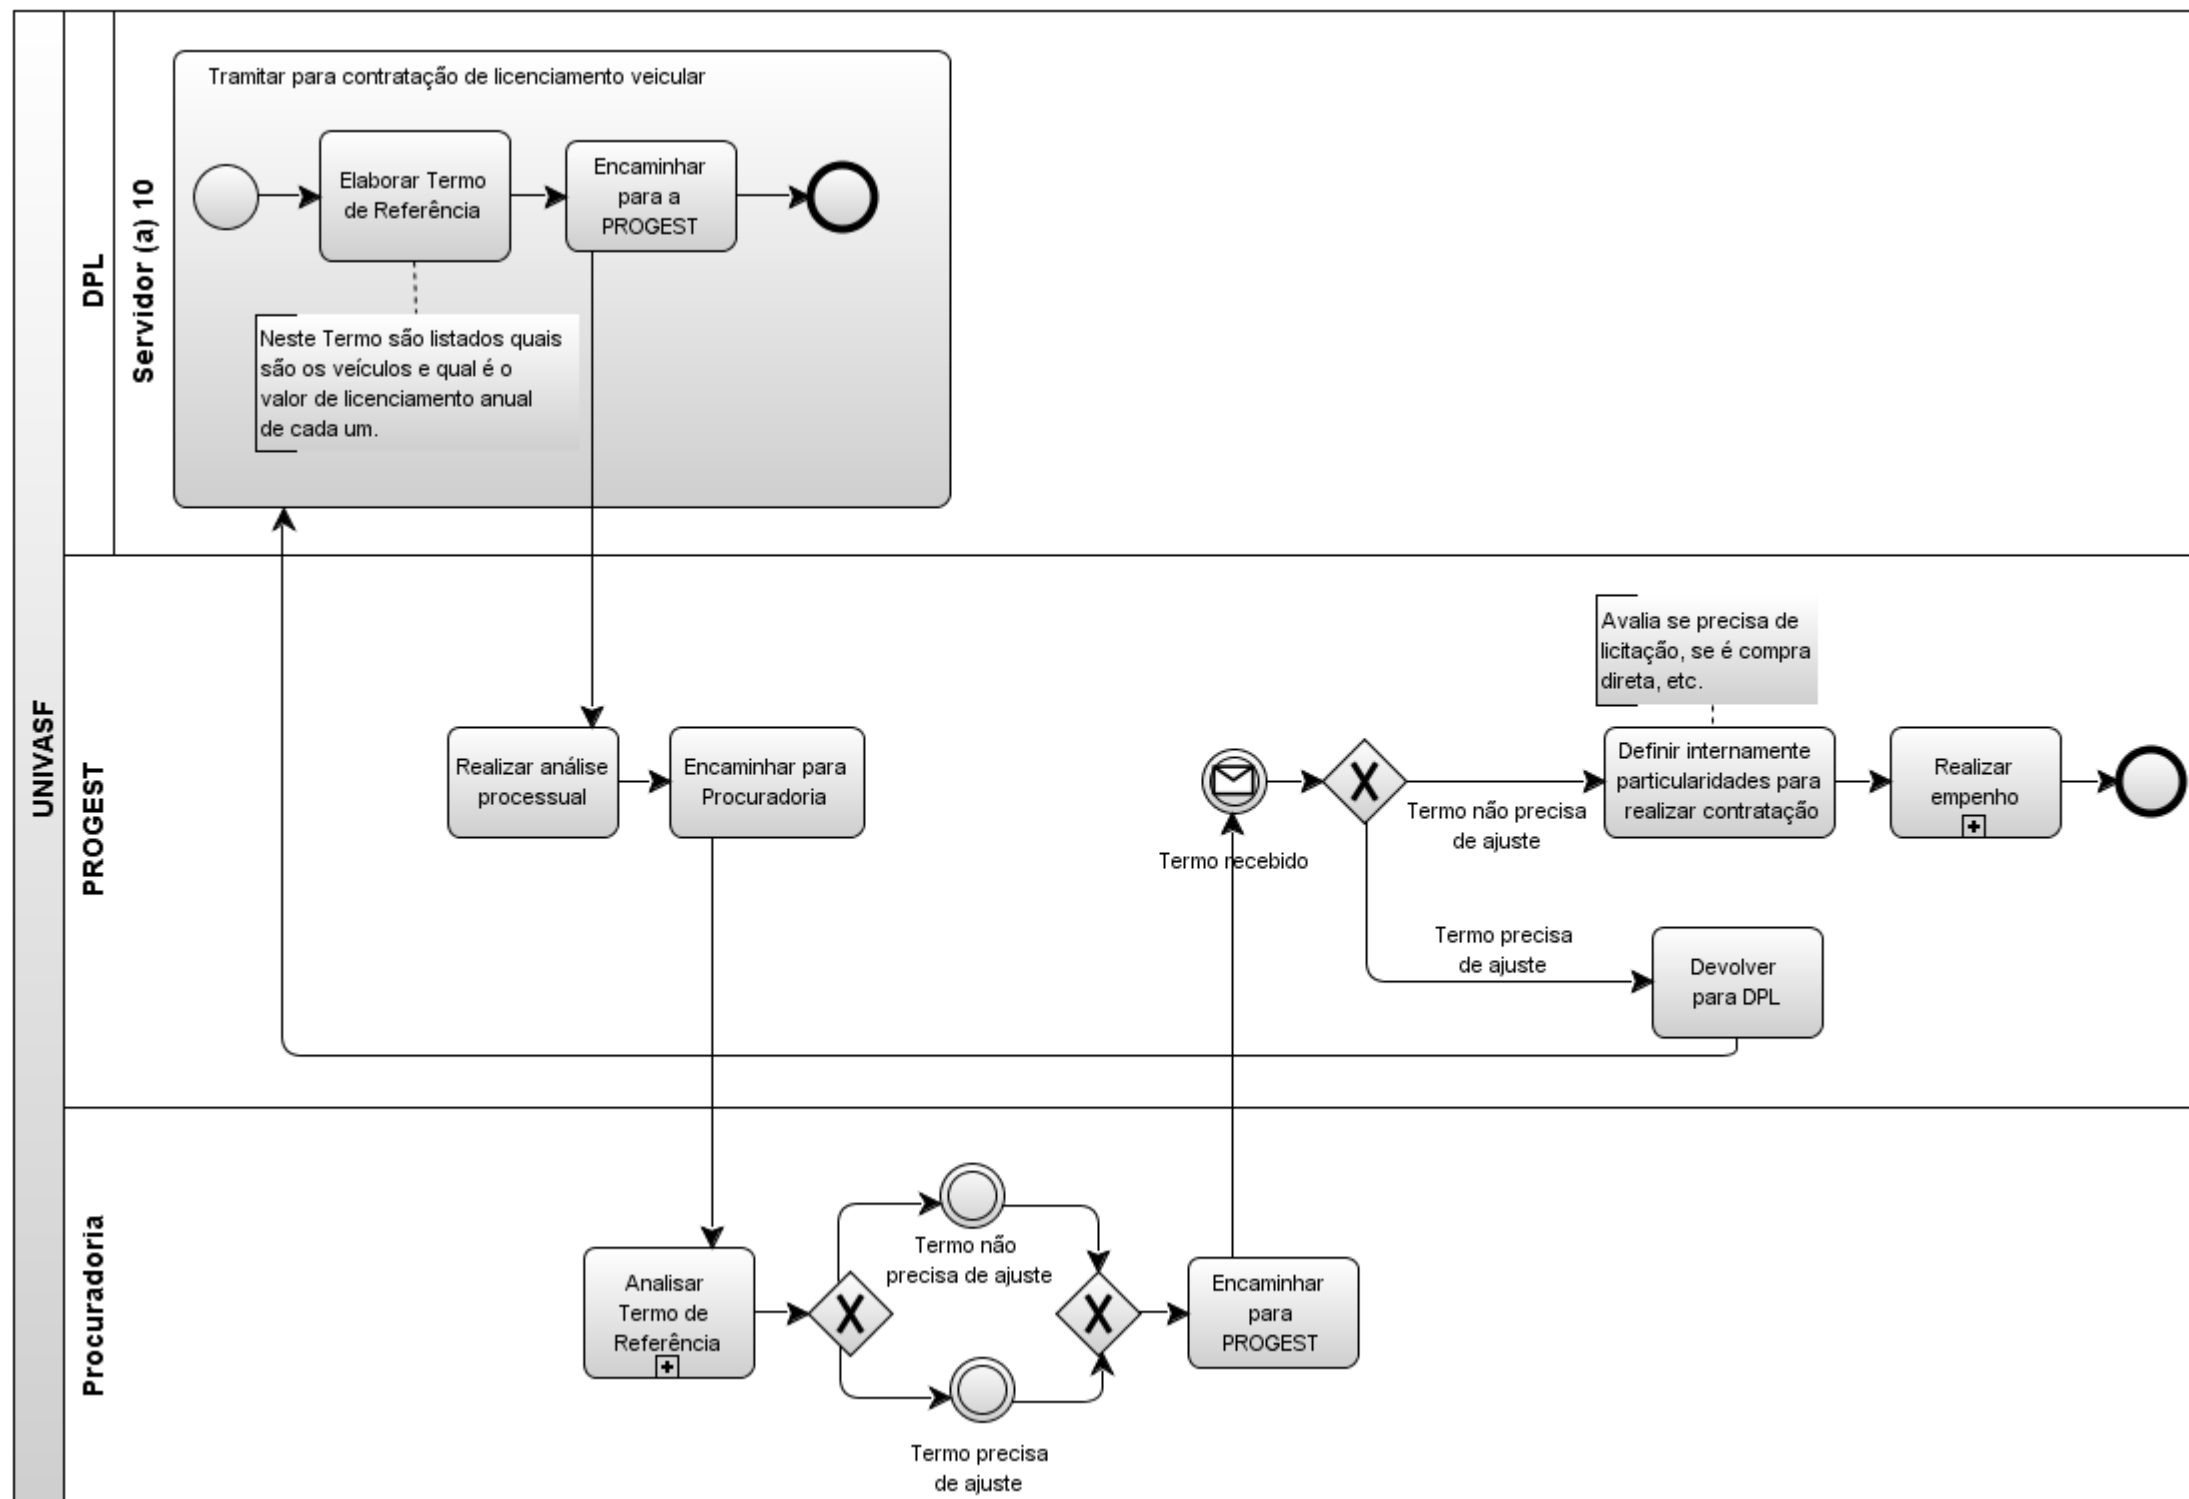 UNIVASF
DPL
Servidor (a) 10
Tramitar para contratação de licenciamento veicular
Elaborar Termo
de Referência
Encaminhar
para a
PROGEST
Neste Termo são listados quais
são os veículos e qual é o
valor de licenciamento anual
de cada um.
PROGEST
Realizar análise
processual
Encaminhar para
Procuradoria
Termo recebido
Termo não precisa
de ajuste
Avalia se precisa de
licitação, se é compra
direta, etc.
Definir internamente
particularidades para
realizar contratação
Realizar
empenho
Termo precisa
de ajuste
Devolver
para DPL
Procuradoria
Analisar
Termo de
Referência
Termo não
precisa de ajuste
Termo precisa
de ajuste
Encaminhar
para
PROGEST